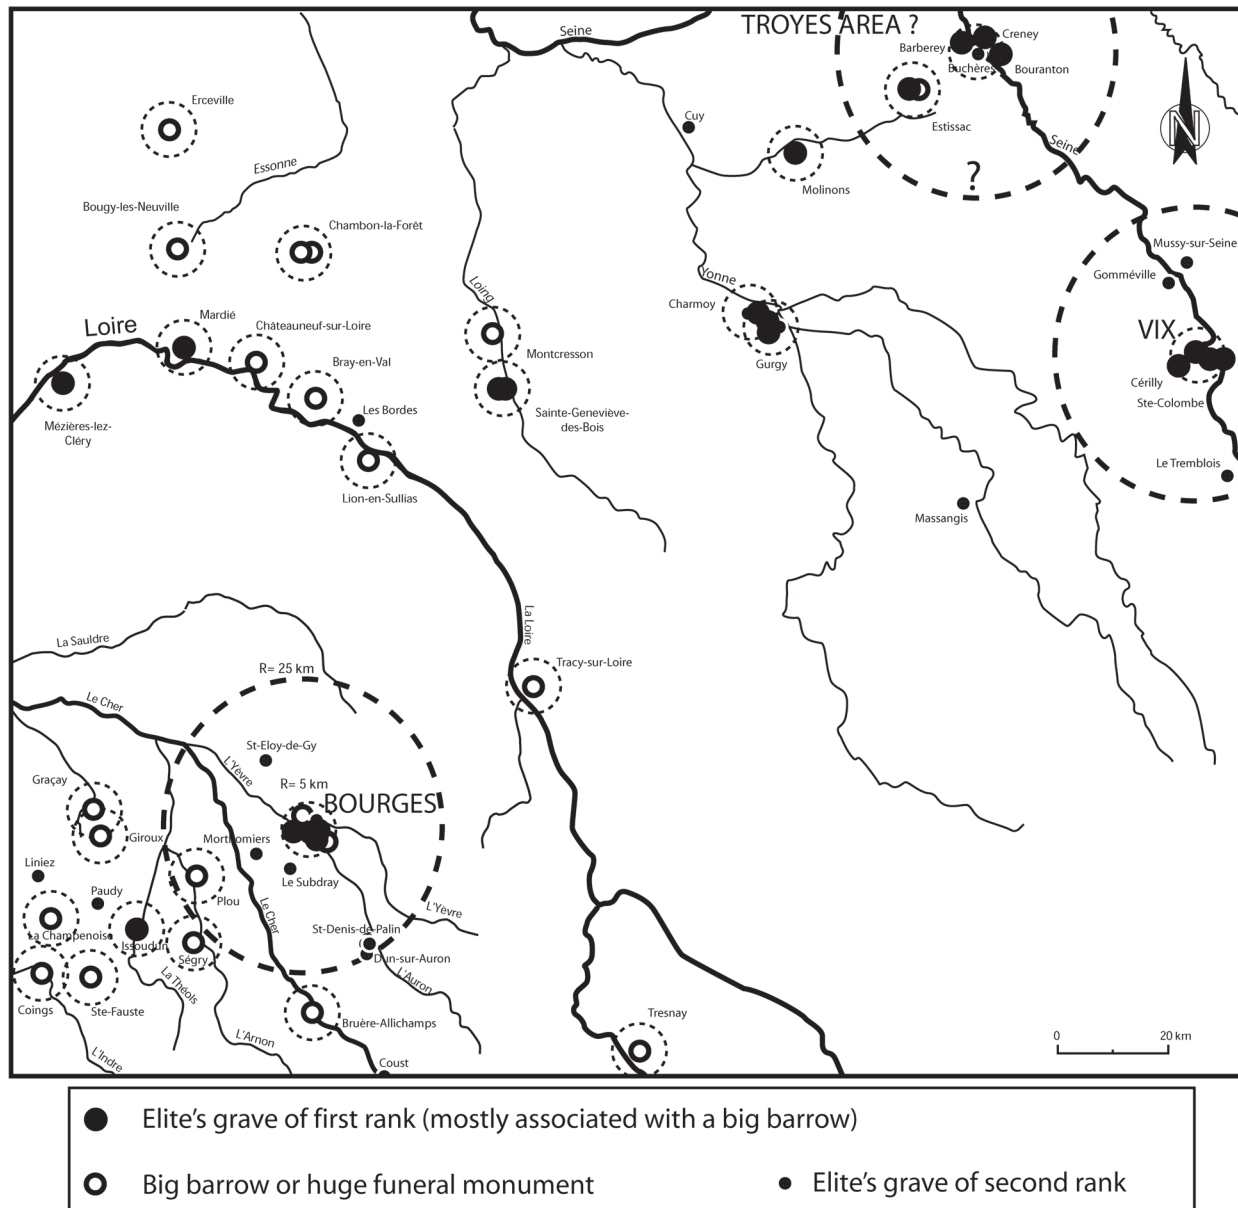 TROYES AREA ?
Seine
Barberey
Creney
Buchères
Bouranton
Erceville
Cuy
Estissac
Seine
N
Essonne
Molinons
?
Bougy-les-Neuville
Chambon-la-Forêt
Mussy-sur-Seine
Gomméville
Loing
Yonne
Charmoy
Loire
Mardié
Châteauneuf-sur-Loire
VIX
Montcresson
Bray-en-Val
Gurgy
Cérilly
Ste-Colombe
Les Bordes
Sainte-Geneviève-
des-Bois
Mézières-lez-
Cléry
Le Tremblois
Lion-en-Sullias
Massangis
La Loire
La Sauldre
R= 25 km
Tracy-sur-Loire
Le Cher
St-Eloy-de-Gy
L'Yèvre
R= 5 km
Graçay
BOURGES
Giroux
Morthomiers
Liniez
Le Subdray
Paudy
Plou
Le Cher
L'Yèvre
La Champenoise
Issoudun
St-Denis-de-Palin
Ségry
Dun-sur-Auron
La Théols
L'Auron
Coings
Ste-Fauste
Bruère-Allichamps
Tresnay
L'Arnon
L'Indre
Coust
0
20 km
Elite's grave of first rank (mostly associated with a big barrow)
Big barrow or huge funeral monument
Elite's grave of second rank